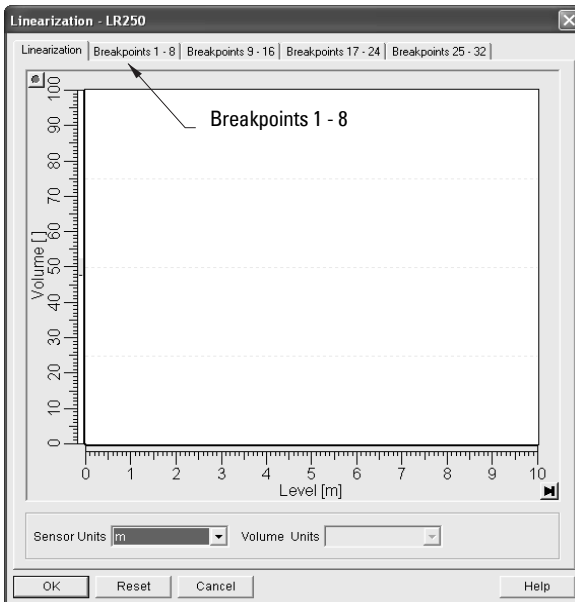 Linearization - LR250
Linearization Breakpoints 1 - 8 Breakpoints 9 - 16 Breakpoints 17 - 24 Breakpoints 25 - 32
Breakpoints 1 - 8
Volume [ ]
100
90
80
70
60
50
40
30
20
10
0
0 1 2 3 4 5 6 7 8 9 10
Level [m]
Sensor Units m Volume Units
OK Reset Cancel Help